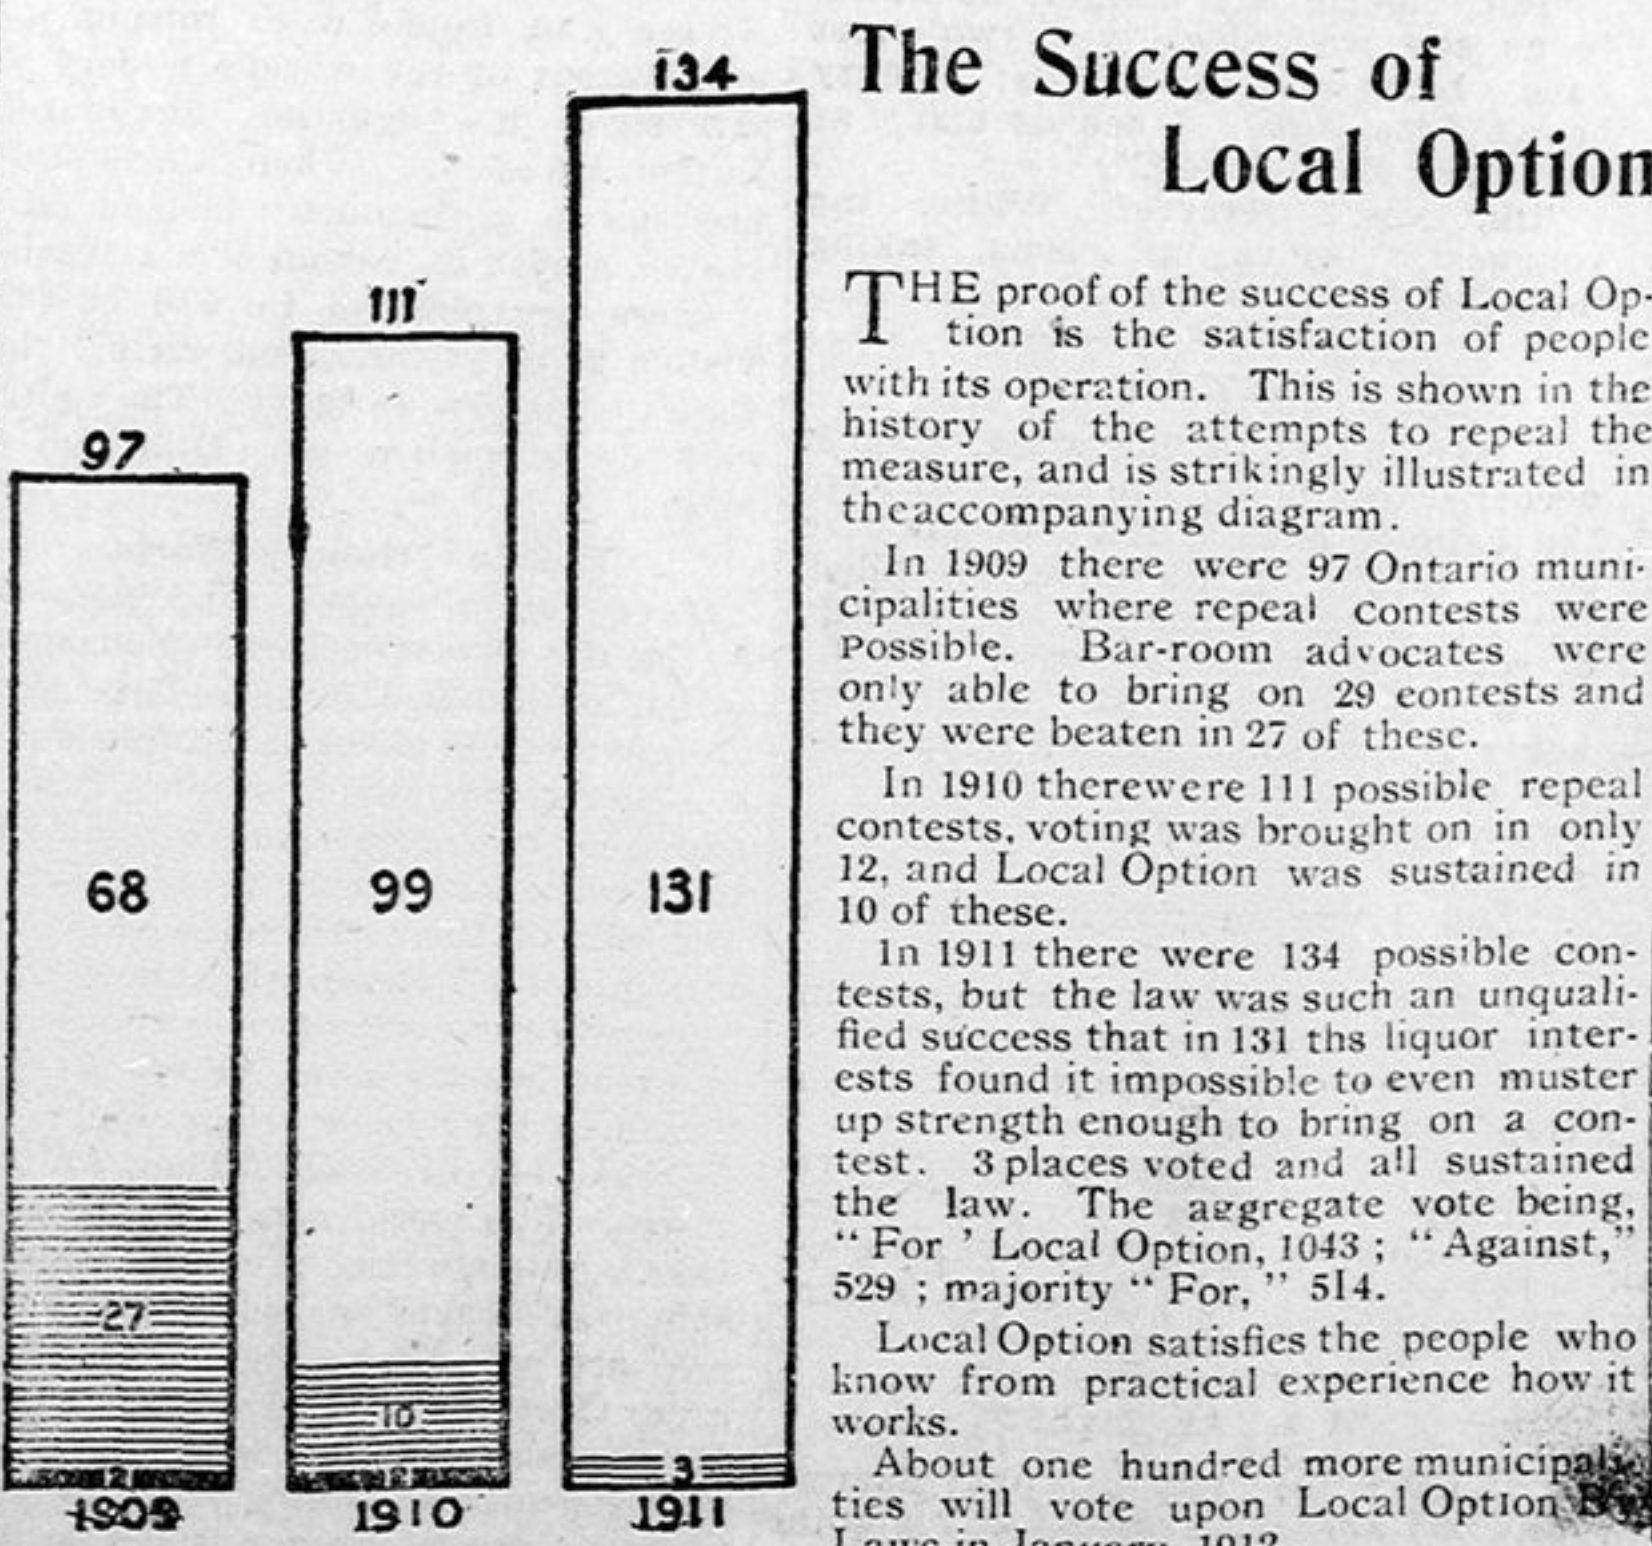 134
111
97
68
99
131
27
10
3
2
2
1909
1910
1911
The Success of
Local Option
THE proof of the success of Local Op-
tion is the satisfaction of people
with its operation. This is shown in the
history of the attempts to repeal the
measure, and is strikingly illustrated in
theaccompanying diagram.
In 1909 there were 97 Ontario muni-
cipalities where repeal contests were
Possible. Bar-room advocates were
only able to bring on 29 contests and
they were beaten in 27 of these.
In 1910 therewere 111 possible repeal
contests, voting was brought on in only
12, and Local Option was sustained in
10 of these.
In 1911 there were 134 possible con-
tests, but the law was such an unquali-
fied success that in 131 ths liquor inter-
ests found it impossible to even muster
up strength enough to bring on a con-
test. 3 places voted and all sustained
the law. The aggregate vote being,
“ For ’ Local Option, 1043 ; “Against,”
529 ; majority “ For, ” 514.
Local Option satisfies the people who
know from practical experience how it
works.
About one hundred more municipali-
ties will vote upon Local Option
in January, 1912